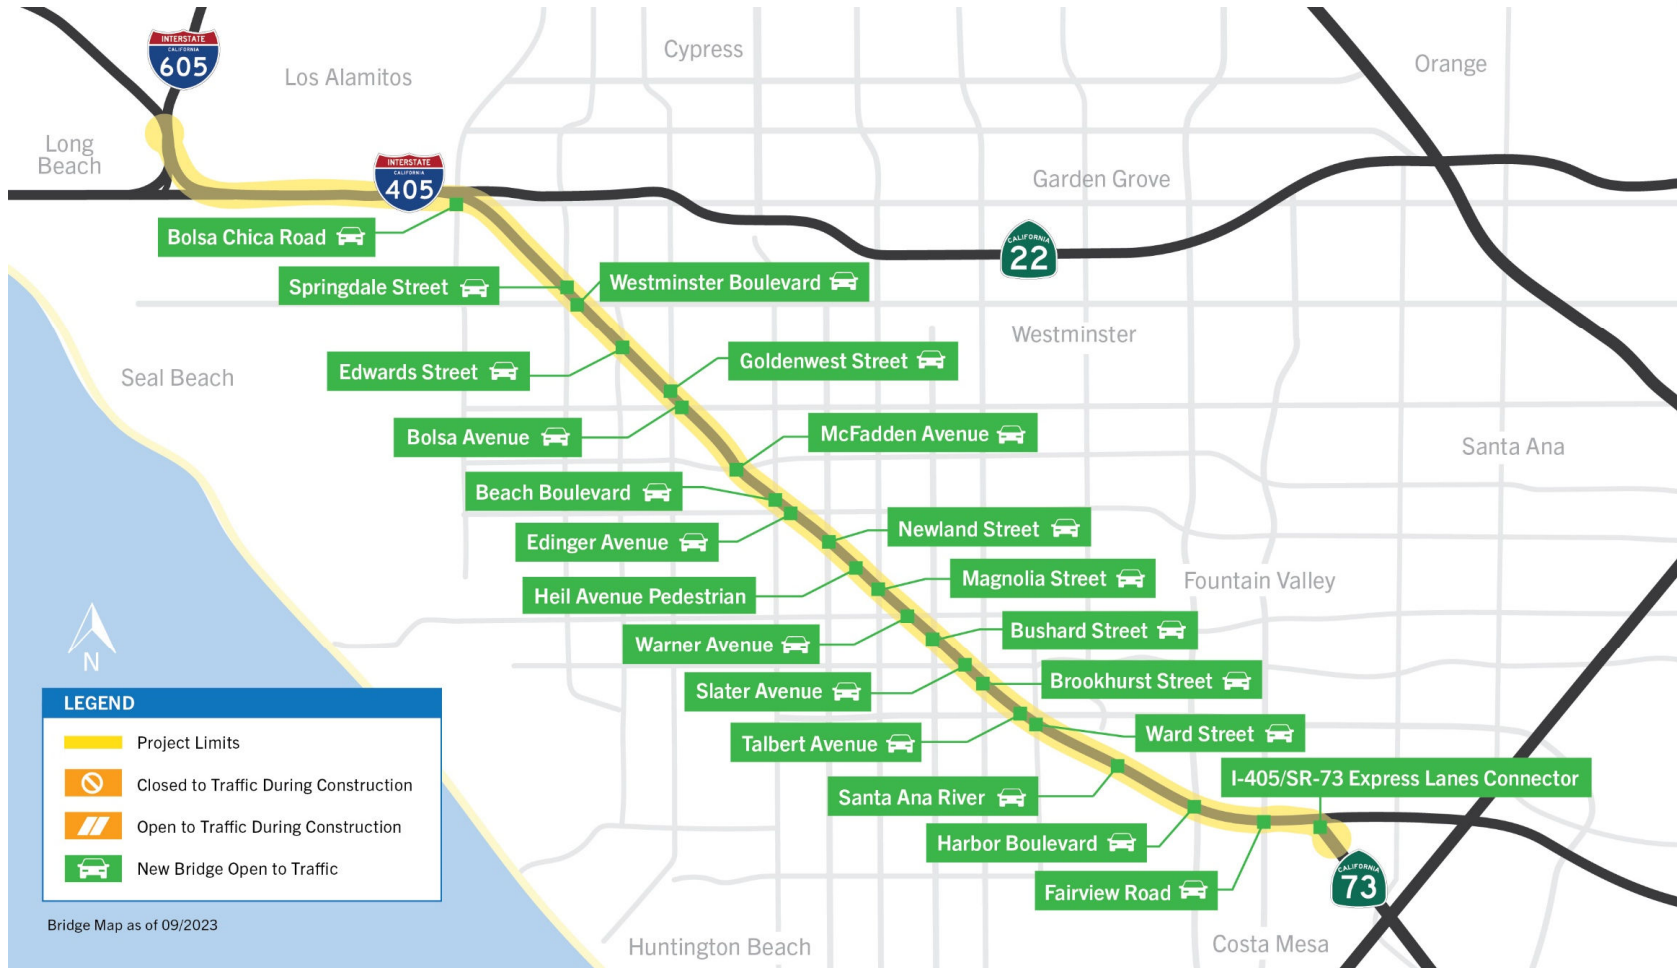 INTERSTATE
CALIFORNIA
605
Los Alamitos
Cypress
Orange
Long
Beach
INTERSTATE
CALIFORNIA
405
Garden Grove
Bolsa Chica Road
CALIFORNIA
22
Springdale Street
Westminster Boulevard
Westminster
Seal Beach
Edwards Street
Goldenwest Street
Bolsa Avenue
McFadden Avenue
Santa Ana
Beach Boulevard
Edinger Avenue
Newland Street
Heil Avenue Pedestrian
Magnolia Street
Fountain Valley
Warner Avenue
Bushard Street
Slater Avenue
Brookhurst Street
Talbert Avenue
Ward Street
I-405/SR-73 Express Lanes Connector
Santa Ana River
Harbor Boulevard
Fairview Road
CALIFORNIA
73
Huntington Beach
Costa Mesa
N
LEGEND
Project Limits
Closed to Traffic During Construction
Open to Traffic During Construction
New Bridge Open to Traffic
Bridge Map as of 09/2023